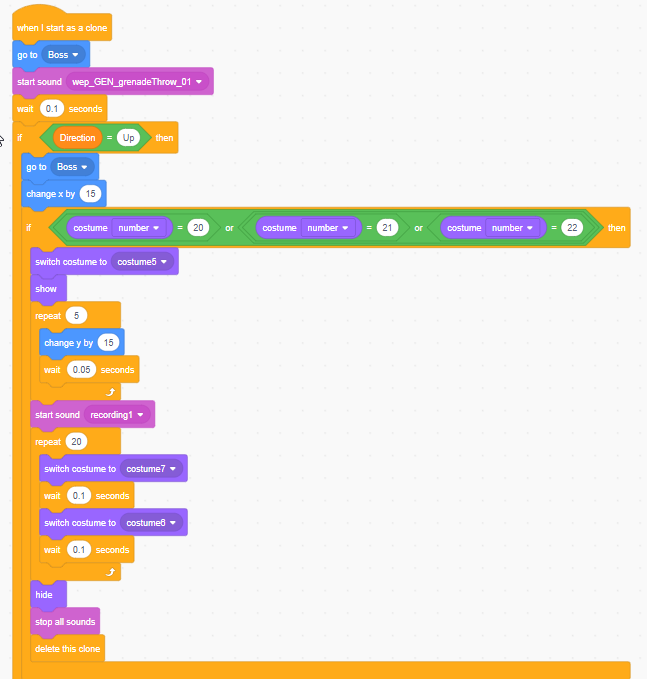 when I start as a clone
go to Boss
start sound wep_GEN_grenadeThrow_01
wait 0.1 seconds
if Direction = Up then
go to Boss
change x by 15
if costume number = 20 or costume number = 21 or costume number = 22 then
switch costume to costume5
show
repeat 5
change y by 15
wait 0.05 seconds
start sound recording1
repeat 20
switch costume to costume7
wait 0.1 seconds
switch costume to costume6
wait 0.1 seconds
hide
stop all sounds
delete this clone